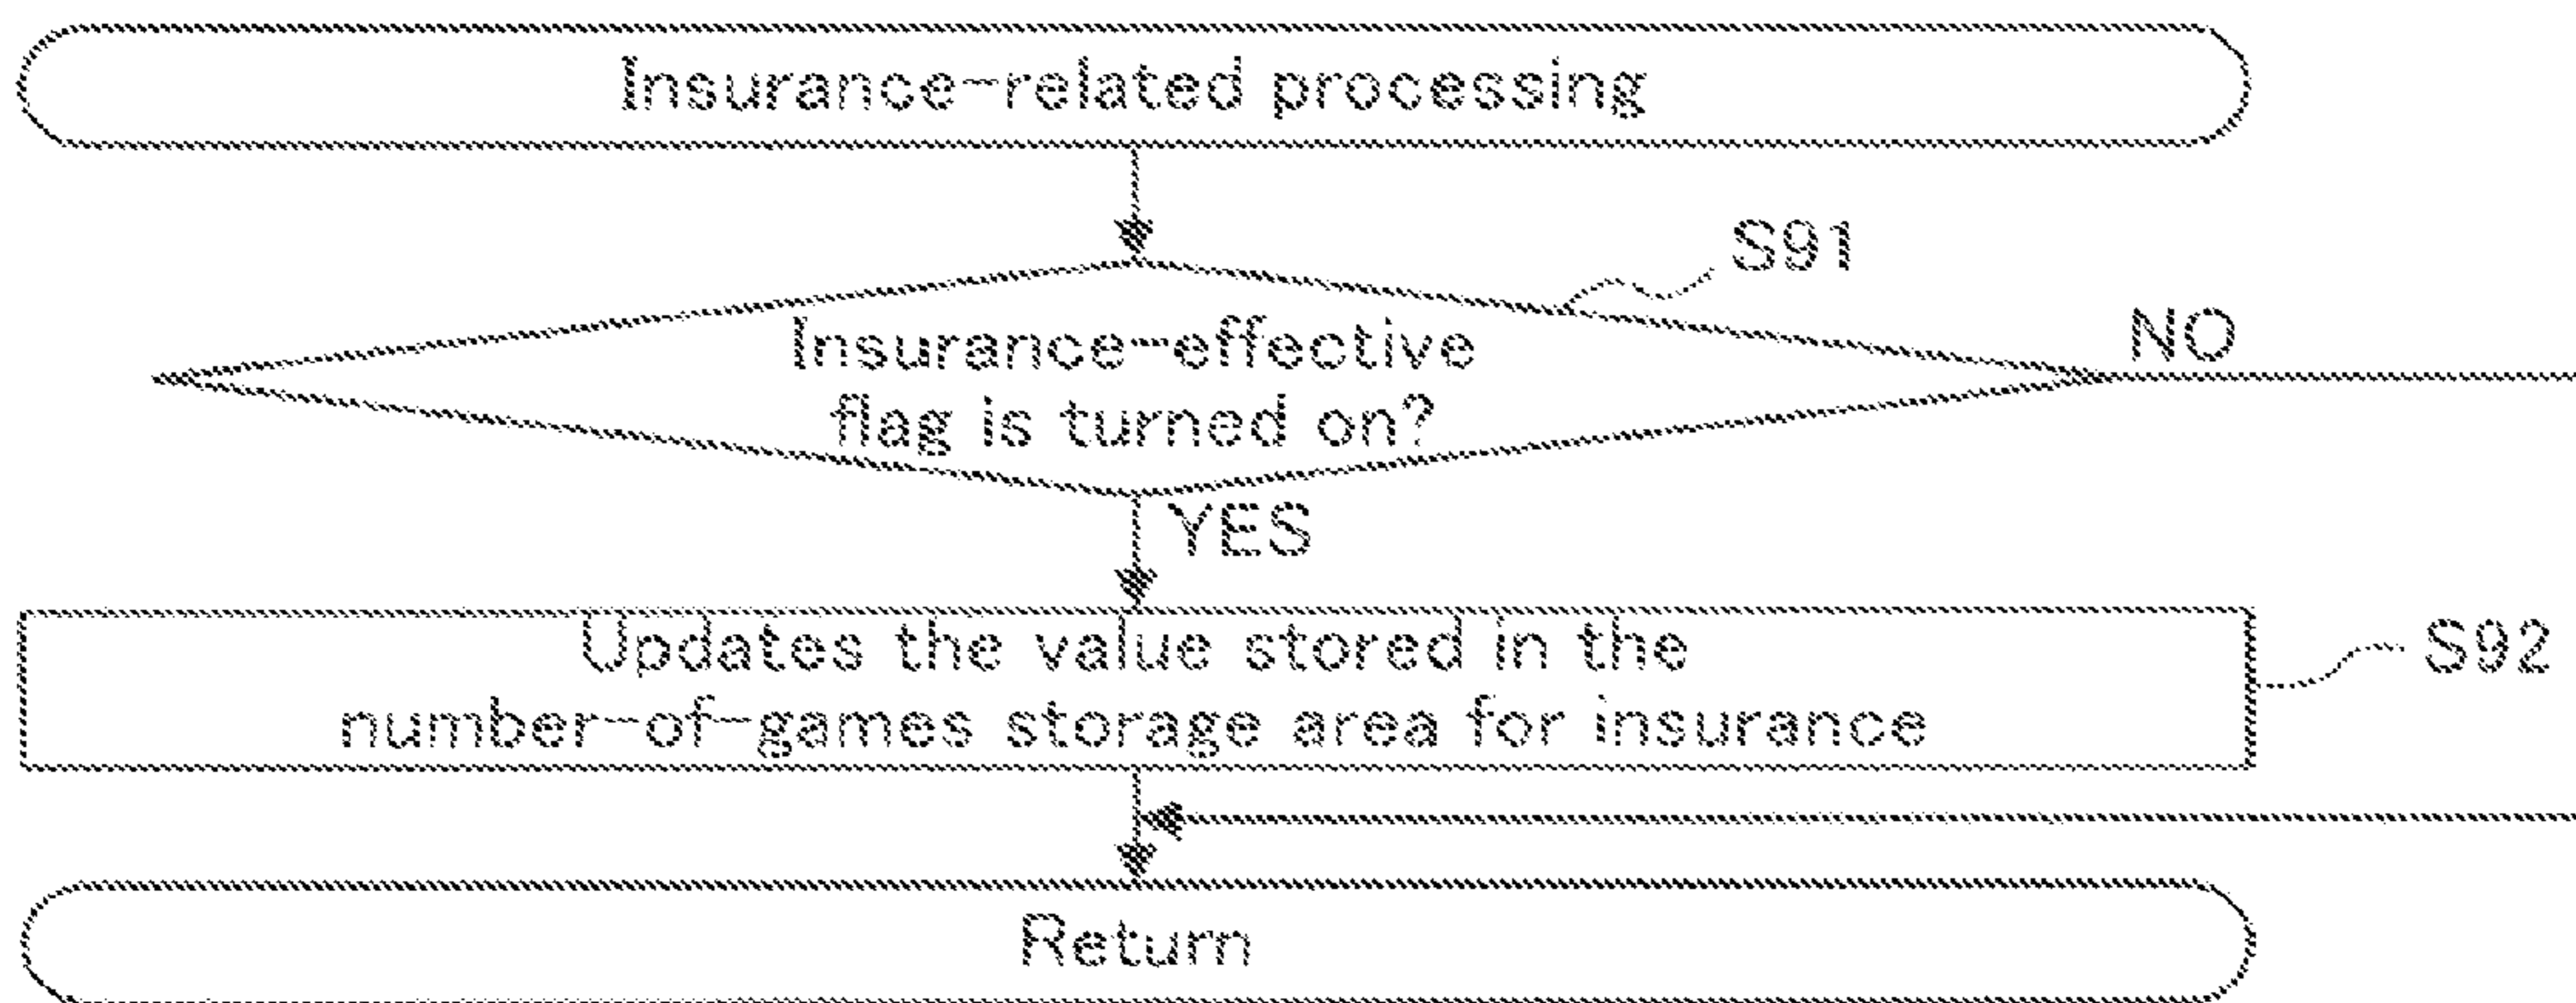 Insurance-related processing
S91
Insurance-effective
flag is turned on?
NO
YES
Updates the value stored in the
number-of-games storage area for insurance
S92
Return